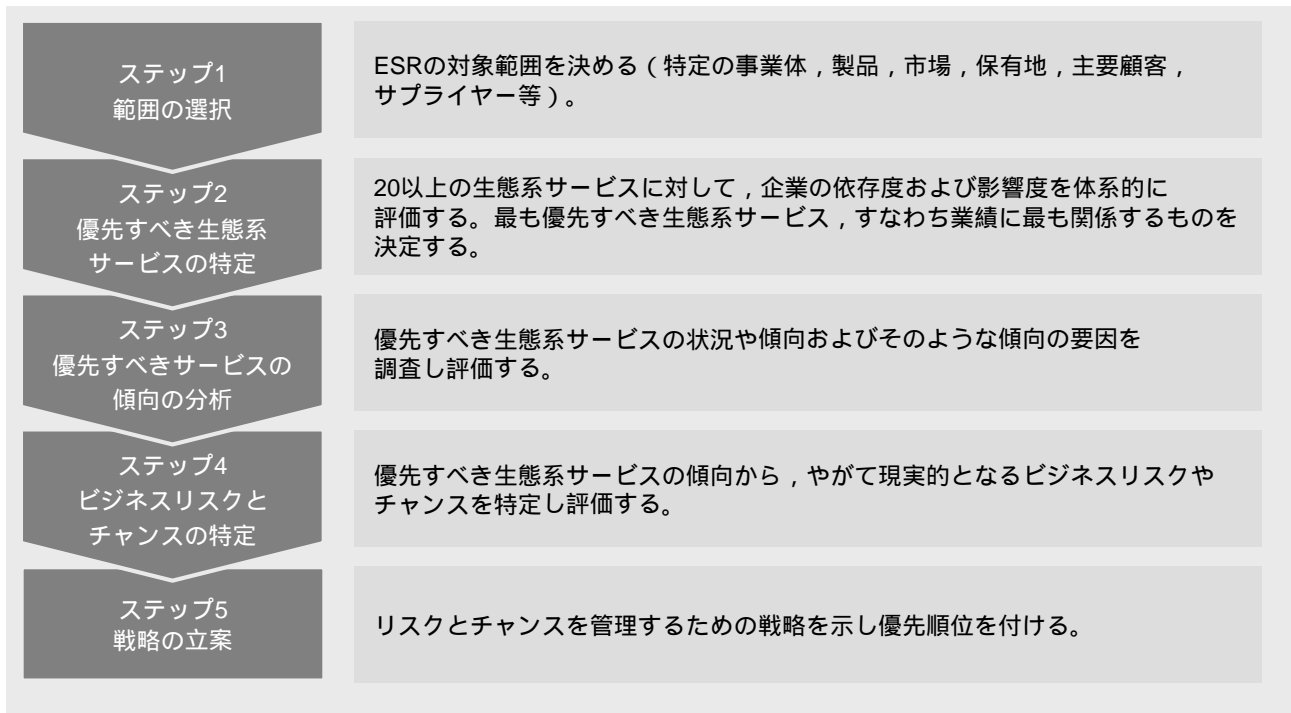 ステップ1
範囲の選択
ESRの対象範囲を決める（特定の事業体，製品，市場，保有地，主要顧客，
サプライヤー等）。
ステップ2
優先すべき生態系
サービスの特定
20以上の生態系サービスに対して，企業の依存度および影響度を体系的に
評価する。最も優先すべき生態系サービス，すなわち業績に最も関係するものを
決定する。
ステップ3
優先すべきサービスの
傾向の分析
優先すべき生態系サービスの状況や傾向およびそのような傾向の要因を
調査し評価する。
ステップ4
ビジネスリスクと
チャンスの特定
優先すべき生態系サービスの傾向から，やがて現実的となるビジネスリスクや
チャンスを特定し評価する。
ステップ5
戦略の立案
リスクとチャンスを管理するための戦略を示し優先順位を付ける。